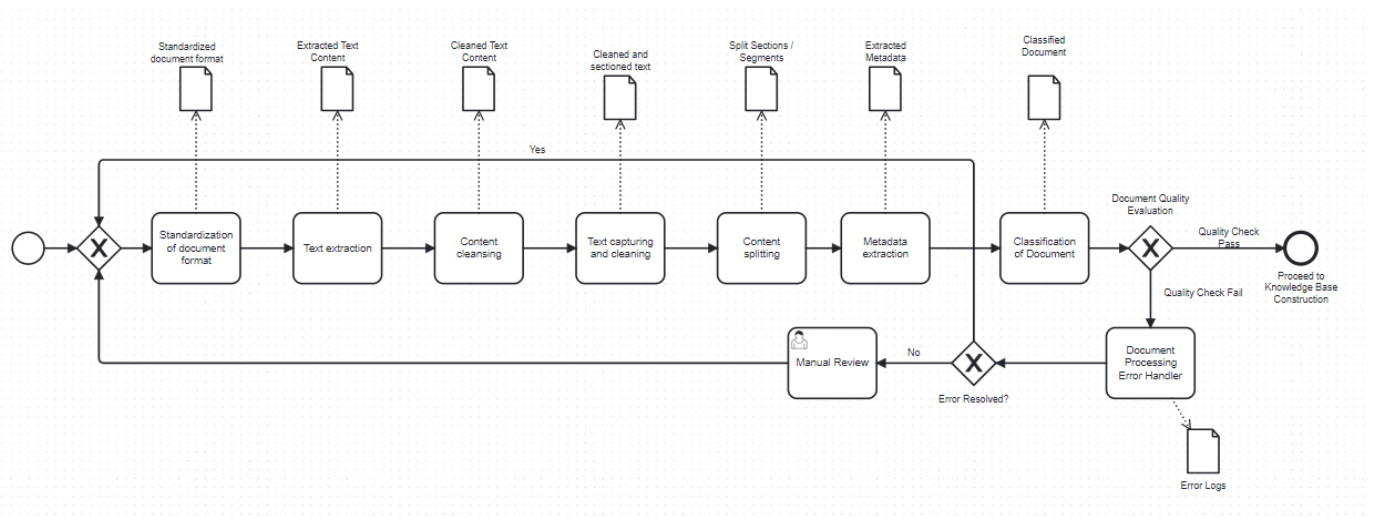 Standardized
document format
Extracted Text
Content
Cleaned Text
Content
Cleaned and
sectioned text
Split Sections /
Segments
Extracted
Metadata
Classified
Document
Yes
Standardization
of document
format
Text extraction
Content
cleansing
Text capturing
and cleaning
Content
splitting
Metadata
extraction
Classification
of Document
Document Quality
Evaluation
Quality Check
Pass
Proceed to
Knowledge Base
Construction
Quality Check Fail
Document
Processing
Error Handler
Error Resolved?
No
Manual Review
Error Logs